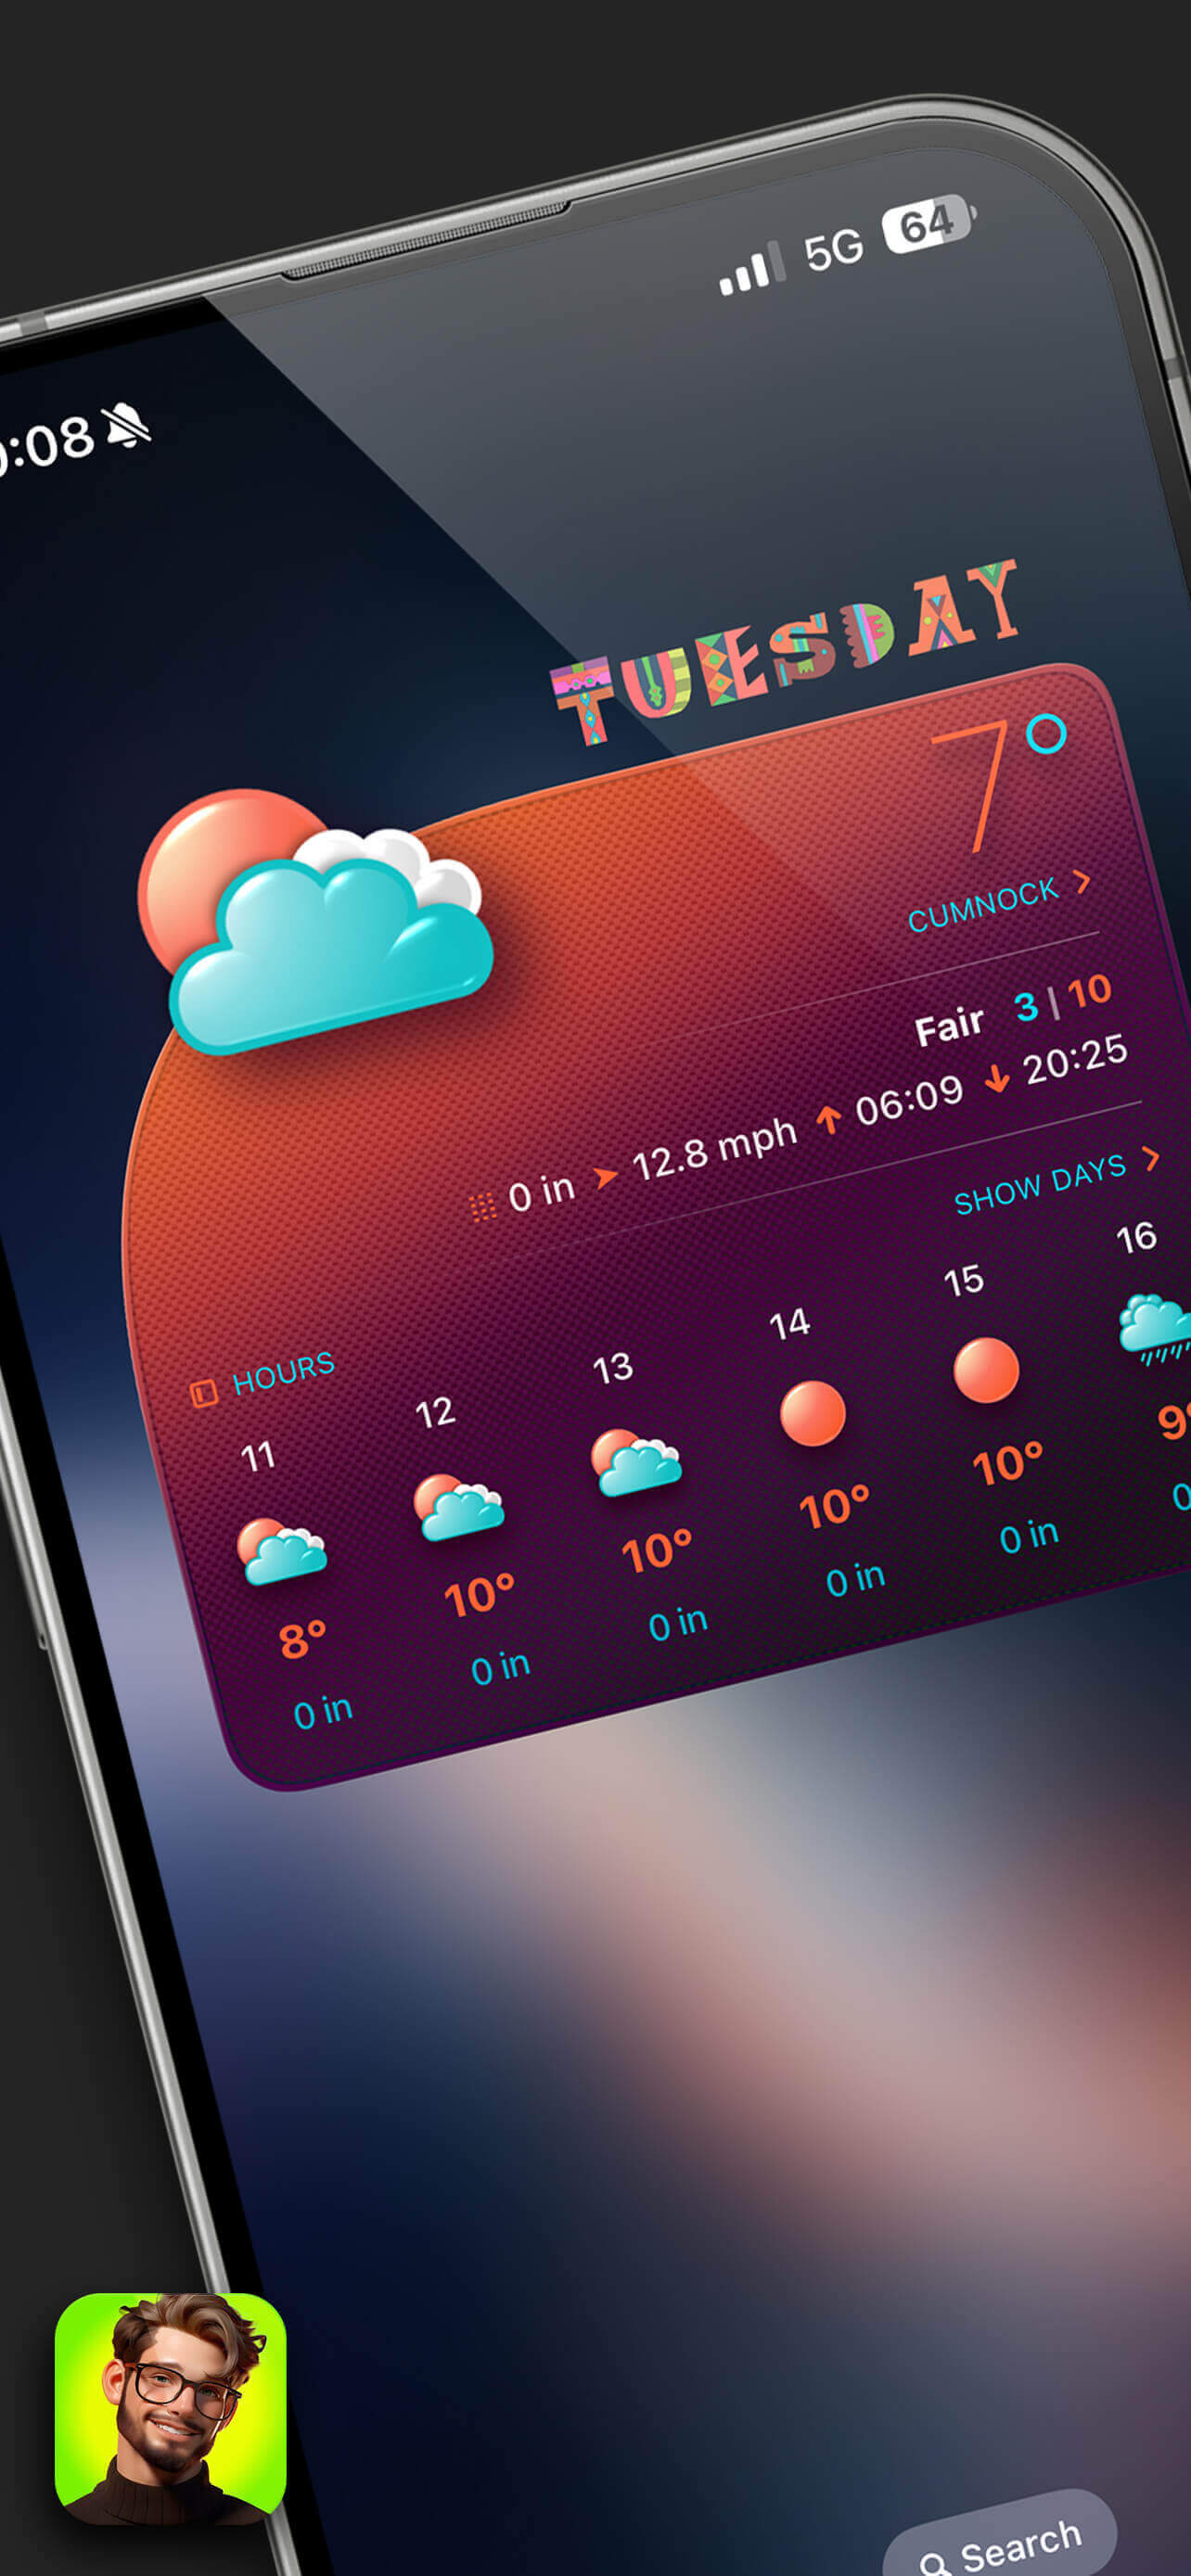 5G 64
:08
TUESDAY
7°
CUMNOCK >
Fair 3 | 10
0 in 12.8 mph 06:09 20:25
SHOW DAYS >
HOURS
11 12 13 14 15 16
8° 10° 10° 10° 10° 9°
0 in 0 in 0 in 0 in 0 in 0
Search